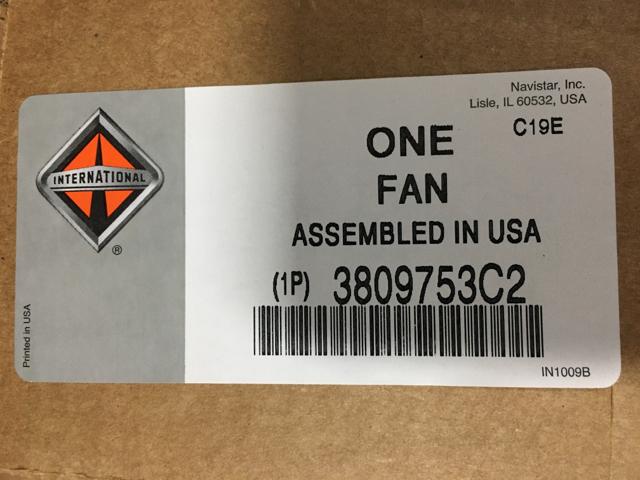 Navistar, Inc.
Lisle, IL 60532, USA
C19E
ONE
FAN
ASSEMBLED IN USA
(1P) 3809753C2
IN1009B
INTERNATIONAL
®
Printed in USA